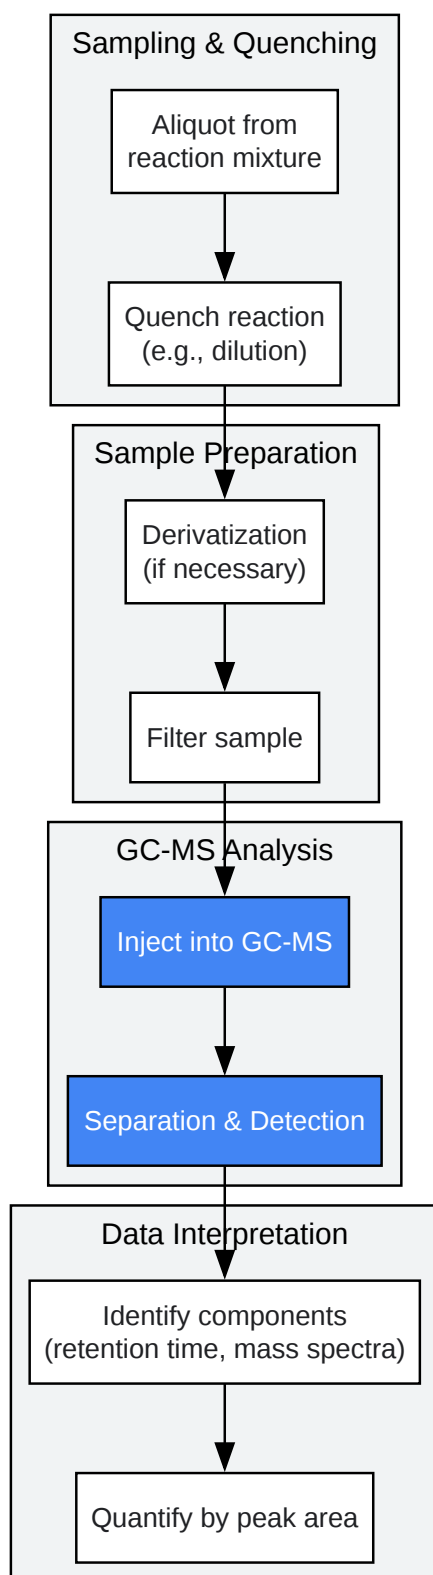 Sampling & Quenching
Aliquot from
reaction mixture
Quench reaction
(e.g., dilution)
Sample Preparation
Derivatization
(if necessary)
Filter sample
GC-MS Analysis
Inject into GC-MS
Separation & Detection
Data Interpretation
Identify components
(retention time, mass spectra)
Quantify by peak area